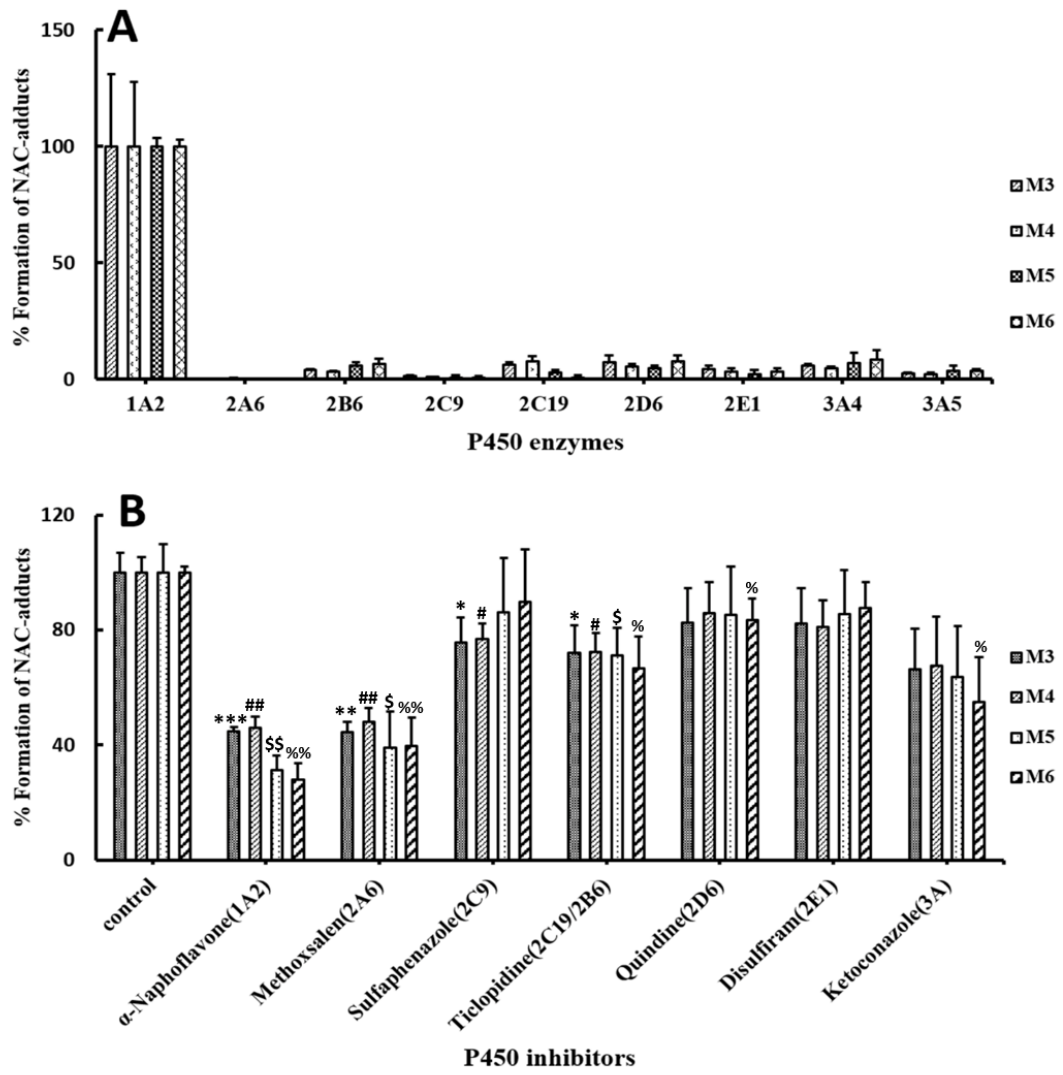 A
% Formation of NAC-adducts
150
100
50
0
1A2 2A6 2B6 2C9 2C19 2D6 2E1 3A4 3A5
P450 enzymes
M3
M4
M5
M6
B
% Formation of NAC-adducts
120
80
40
0
*** ## $$ %%
** ## $ %%
* #
* # $ %
%
%
control
α-Naphoflavone(1A2)
Methoxsalen(2A6)
Sulfaphenazole(2C9)
Ticlopidine(2C19/2B6)
Quindine(2D6)
Disulfiram(2E1)
Ketoconazole(3A)
P450 inhibitors
M3
M4
M5
M6